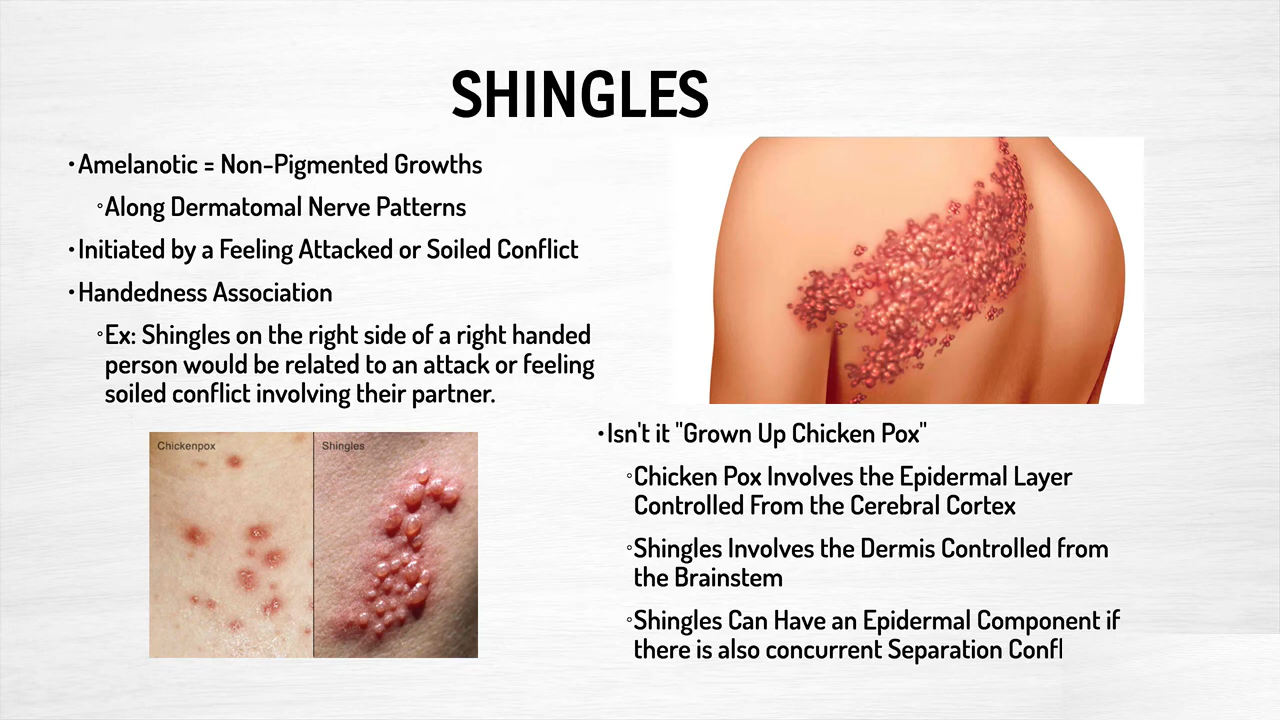 SHINGLES
•Amelanotic = Non-Pigmented Growths
◦Along Dermatomal Nerve Patterns
•Initiated by a Feeling Attacked or Soiled Conflict
•Handedness Association
◦Ex: Shingles on the right side of a right handed
person would be related to an attack or feeling
soiled conflict involving their partner.
Chickenpox
Shingles
•Isn't it "Grown Up Chicken Pox"
◦Chicken Pox Involves the Epidermal Layer
Controlled From the Cerebral Cortex
◦Shingles Involves the Dermis Controlled from
the Brainstem
◦Shingles Can Have an Epidermal Component if
there is also concurrent Separation Confl